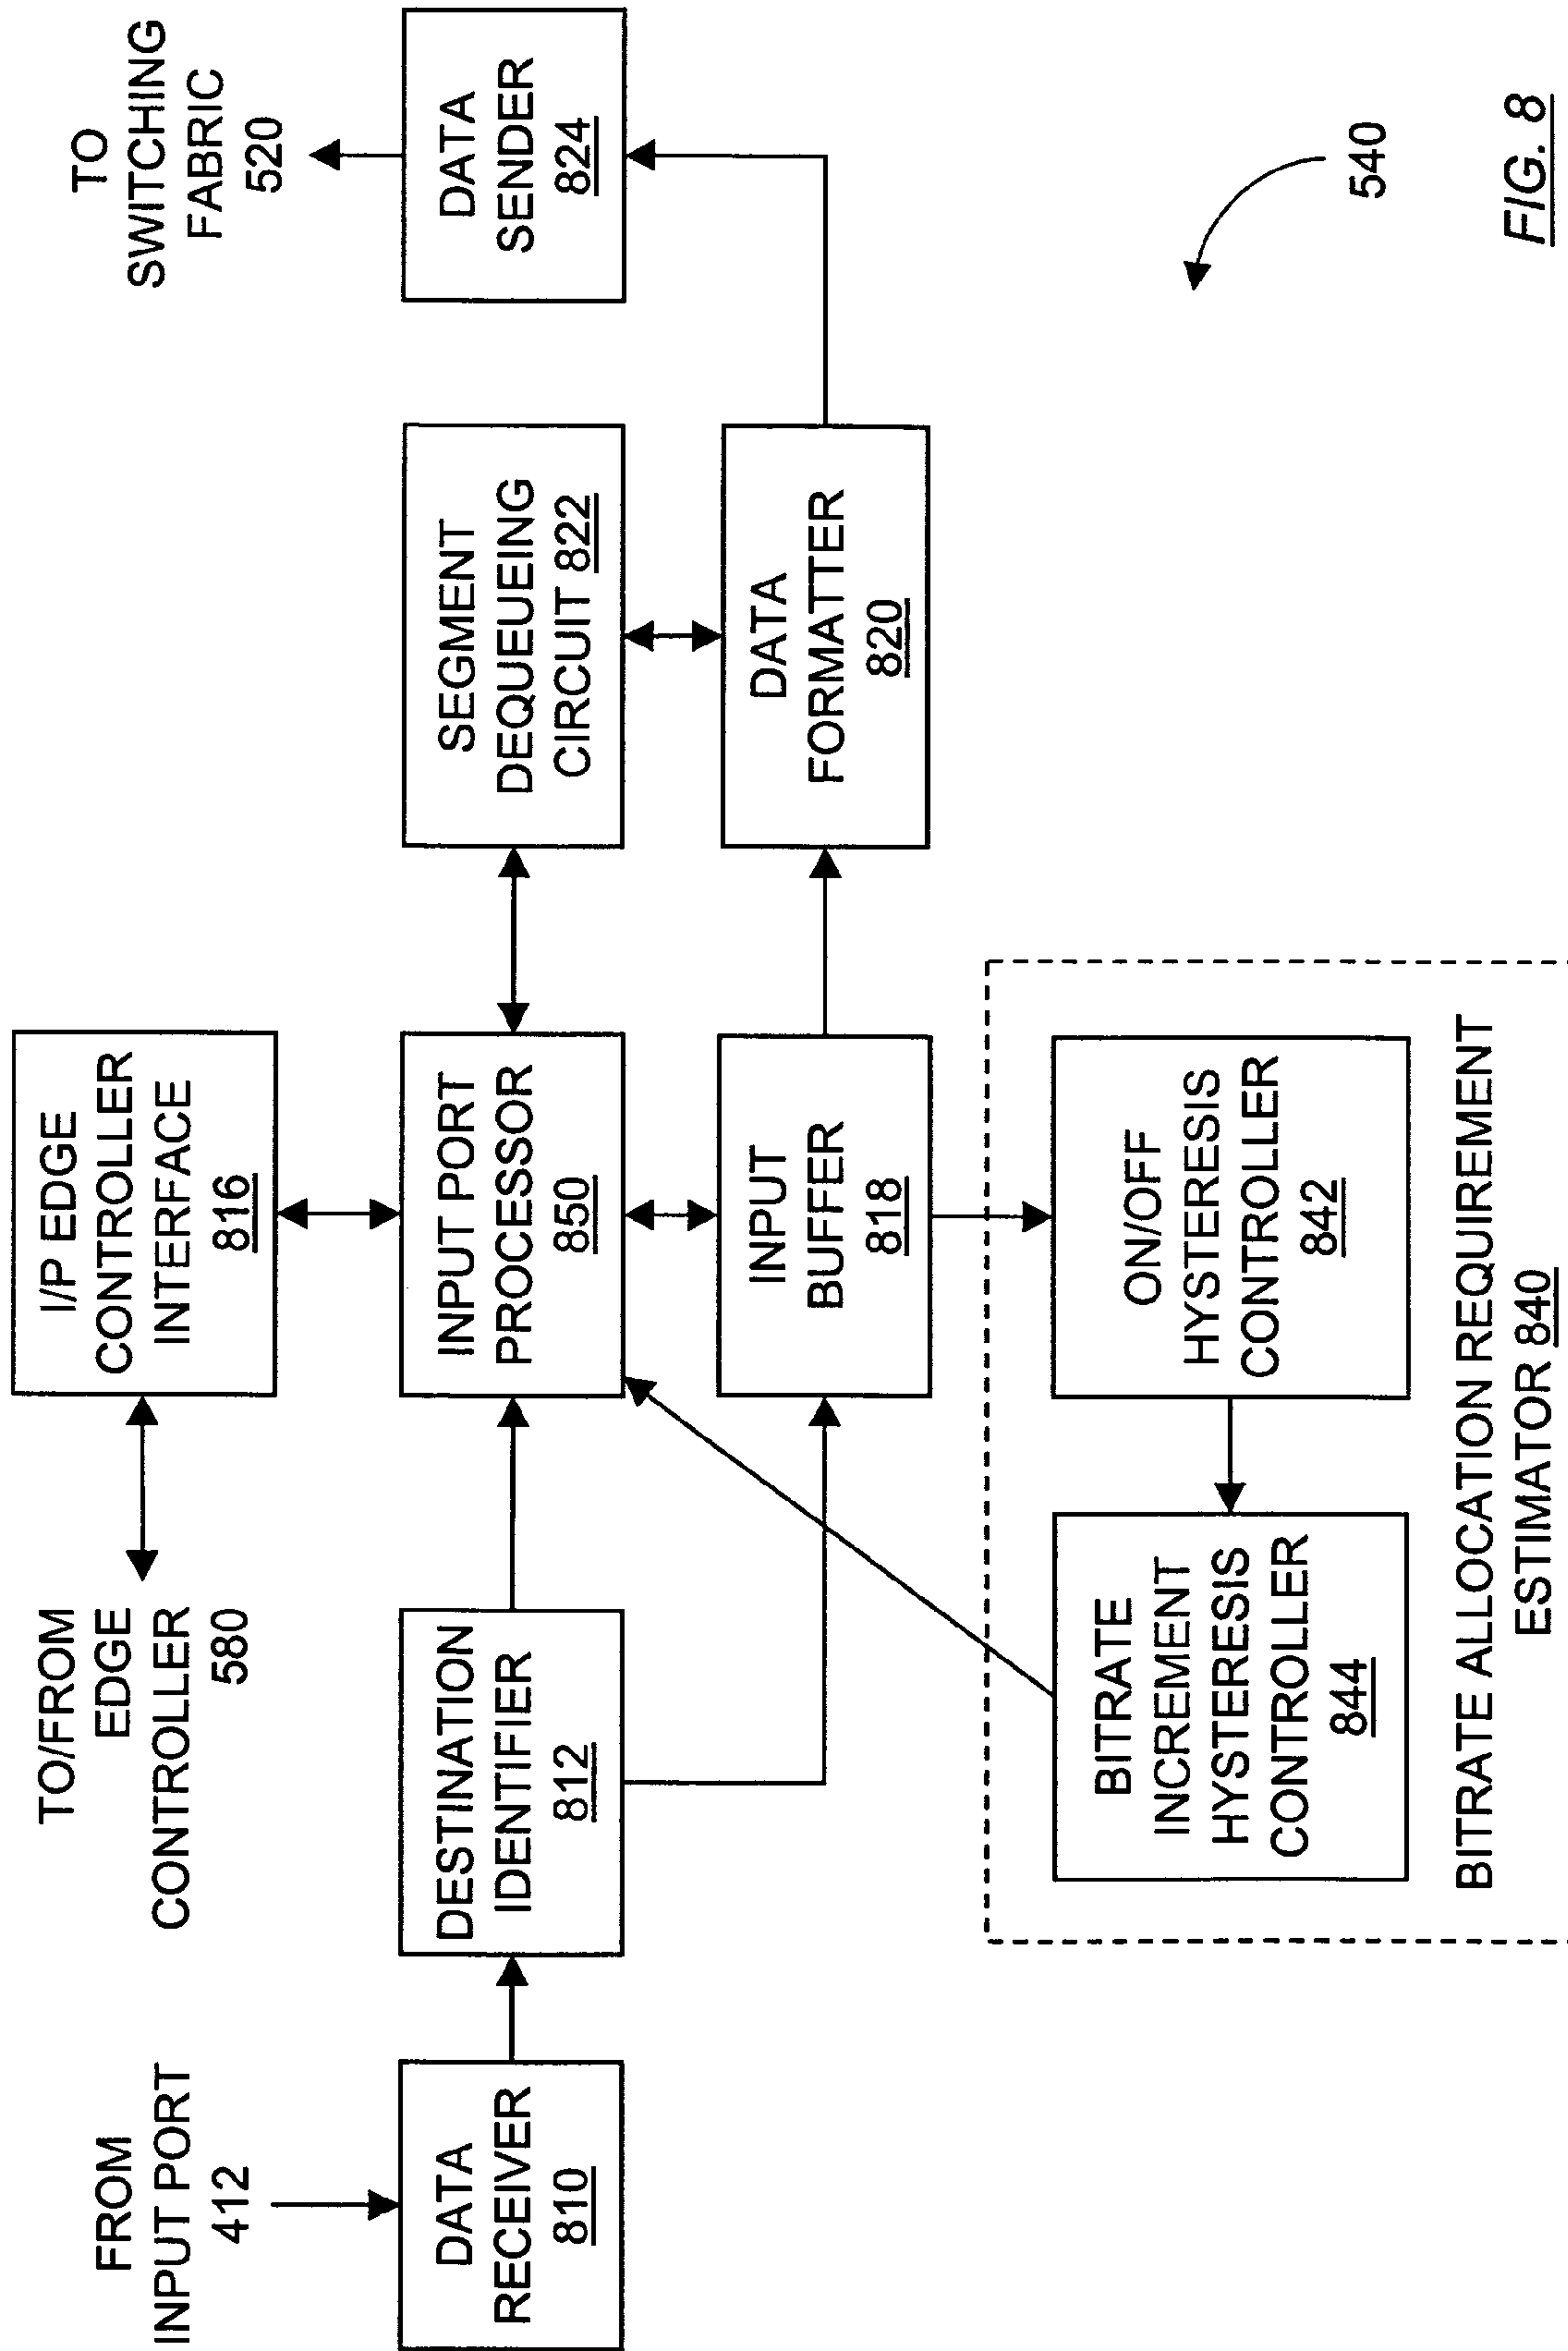 FROM
INPUT PORT
412
DATA
RECEIVER
810
TO/FROM
EDGE
CONTROLLER
580
DESTINATION
IDENTIFIER
812
I/P EDGE
CONTROLLER
INTERFACE
816
INPUT PORT
PROCESSOR
850
INPUT
BUFFER
818
SEGMENT
DEQUEUEING
CIRCUIT 822
DATA
FORMATTER
820
TO
SWITCHING
FABRIC
520
DATA
SENDER
824
BITRATE
INCREMENT
HYSTERESIS
CONTROLLER
844
ON/OFF
HYSTERESIS
CONTROLLER
842
BITRATE ALLOCATION REQUIREMENT
ESTIMATOR 840
540
FIG. 8